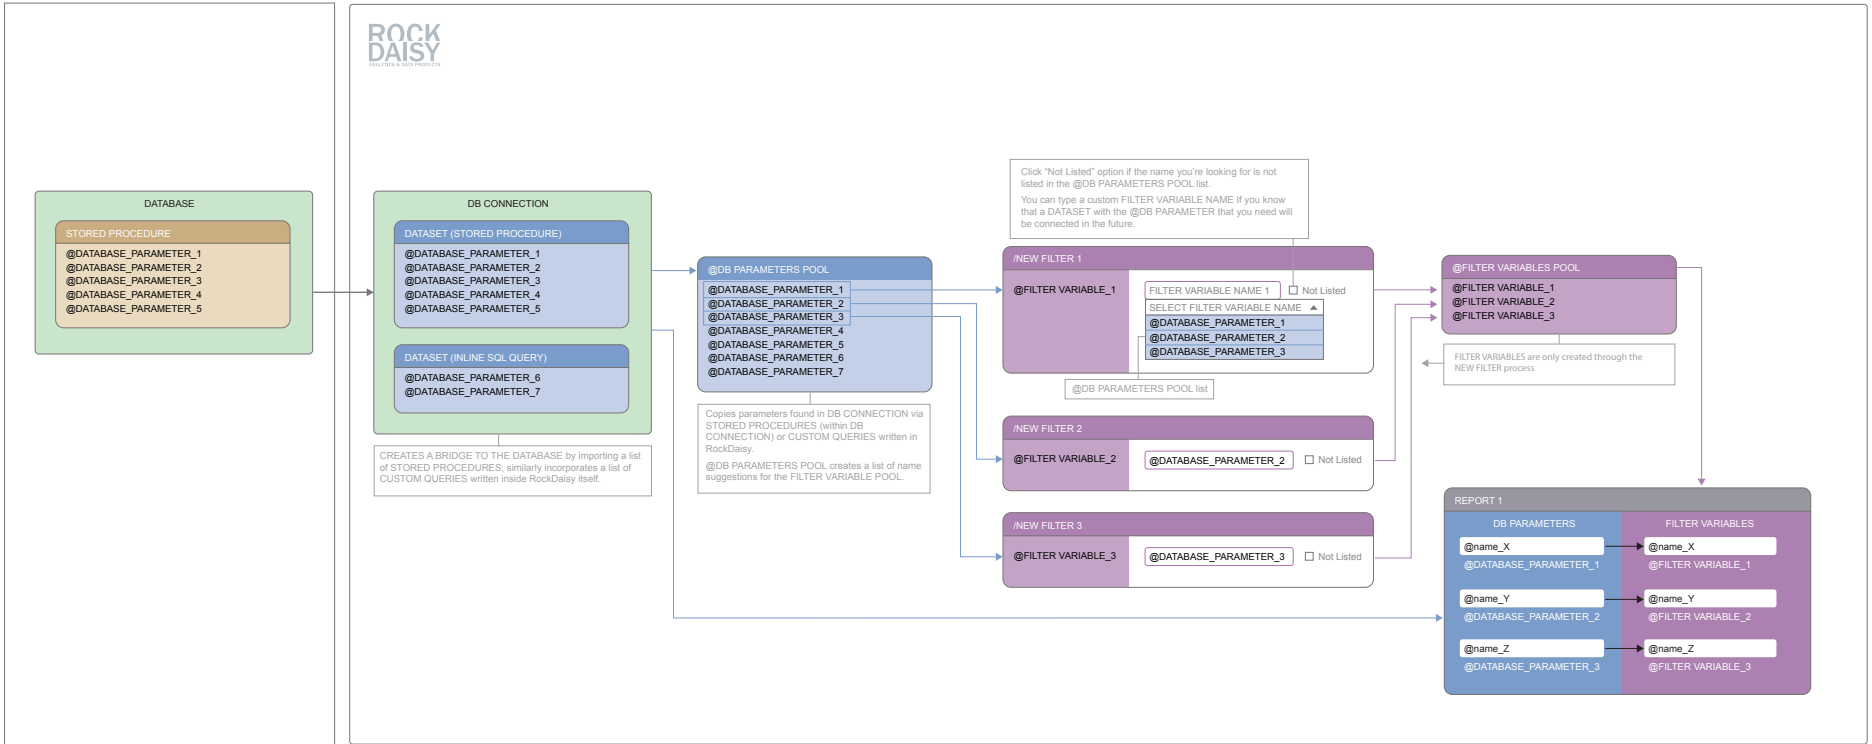 ROCK
DAISY
ANALYTICS & DATA PRODUCTS
DATABASE
STORED PROCEDURE
@DATABASE_PARAMETER_1
@DATABASE_PARAMETER_2
@DATABASE_PARAMETER_3
@DATABASE_PARAMETER_4
@DATABASE_PARAMETER_5
DB CONNECTION
DATASET (STORED PROCEDURE)
@DATABASE_PARAMETER_1
@DATABASE_PARAMETER_2
@DATABASE_PARAMETER_3
@DATABASE_PARAMETER_4
@DATABASE_PARAMETER_5
DATASET (INLINE SQL QUERY)
@DATABASE_PARAMETER_6
@DATABASE_PARAMETER_7
CREATES A BRIDGE TO THE DATABASE by importing a list
of STORED PROCEDURES; similarly incorporates a list of
CUSTOM QUERIES written inside RockDaisy itself.
@DB PARAMETERS POOL
@DATABASE_PARAMETER_1
@DATABASE_PARAMETER_2
@DATABASE_PARAMETER_3
@DATABASE_PARAMETER_4
@DATABASE_PARAMETER_5
@DATABASE_PARAMETER_6
@DATABASE_PARAMETER_7
Copies parameters found in DB CONNECTION via
STORED PROCEDURES (within DB
CONNECTION) or CUSTOM QUERIES written in
RockDaisy.
@DB PARAMETERS POOL creates a list of name
suggestions for the FILTER VARIABLE POOL.
Click "Not Listed" option if the name you're looking for is not
listed in the @DB PARAMETERS POOL list.
You can type a custom FILTER VARIABLE NAME If you know
that a DATASET with the @DB PARAMETER that you need will
be connected in the future.
/NEW FILTER 1
@FILTER VARIABLE_1
FILTER VARIABLE NAME 1
Not Listed
SELECT FILTER VARIABLE NAME
@DATABASE_PARAMETER_1
@DATABASE_PARAMETER_2
@DATABASE_PARAMETER_3
@DB PARAMETERS POOL list
/NEW FILTER 2
@FILTER VARIABLE_2
@DATABASE_PARAMETER_2
Not Listed
/NEW FILTER 3
@FILTER VARIABLE_3
@DATABASE_PARAMETER_3
Not Listed
@FILTER VARIABLES POOL
@FILTER VARIABLE_1
@FILTER VARIABLE_2
@FILTER VARIABLE_3
FILTER VARIABLES are only created through the
NEW FILTER process
REPORT 1
DB PARAMETERS
FILTER VARIABLES
@name_X
@name_X
@DATABASE_PARAMETER_1
@FILTER VARIABLE_1
@name_Y
@name_Y
@DATABASE_PARAMETER_2
@FILTER VARIABLE_2
@name_Z
@name_Z
@DATABASE_PARAMETER_3
@FILTER VARIABLE_3